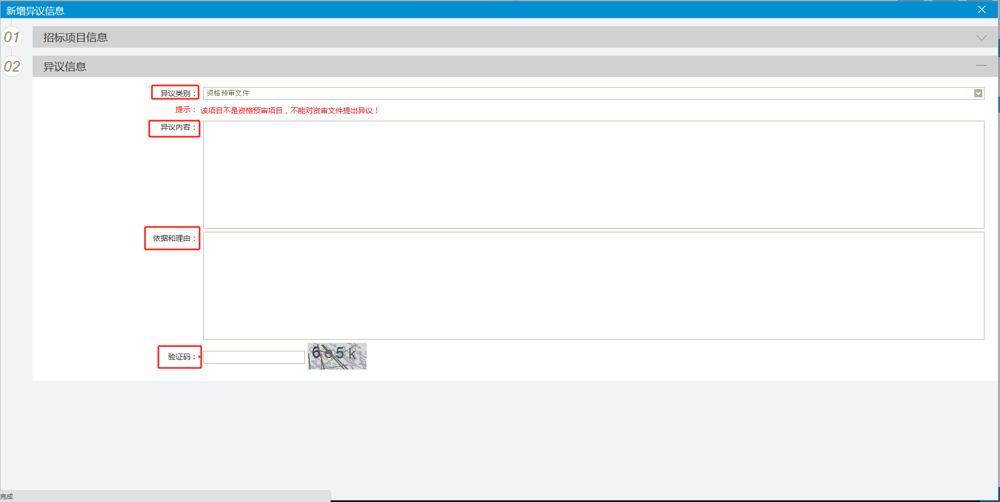 新增异议信息
01 招标项目信息
02 异议信息
异议类别： 资格预审文件
提示： 该项目不是资格预审项目，不能对资审文件提出异议！
异议内容：
依据和理由：
验证码：*
完成